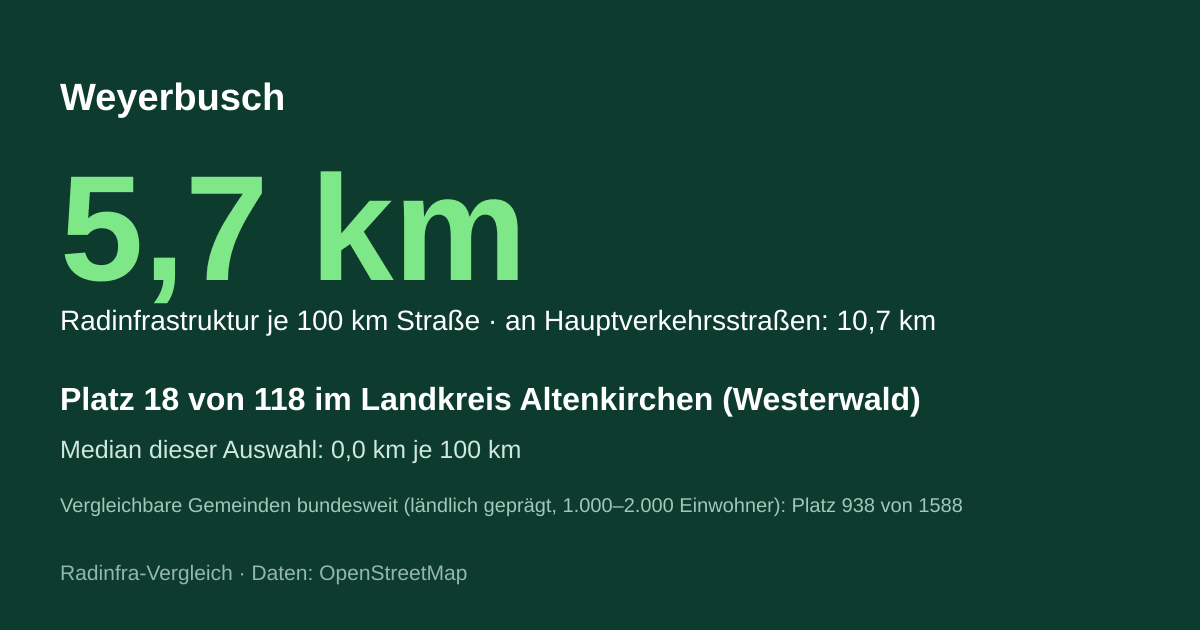 Weyerbusch
5,7 km
Radinfrastruktur je 100 km Straße · an Hauptverkehrsstraßen: 10,7 km
Platz 18 von 118 im Landkreis Altenkirchen (Westerwald)
Median dieser Auswahl: 0,0 km je 100 km
Vergleichbare Gemeinden bundesweit (ländlich geprägt, 1.000–2.000 Einwohner): Platz 938 von 1588
Radinfra-Vergleich · Daten: OpenStreetMap